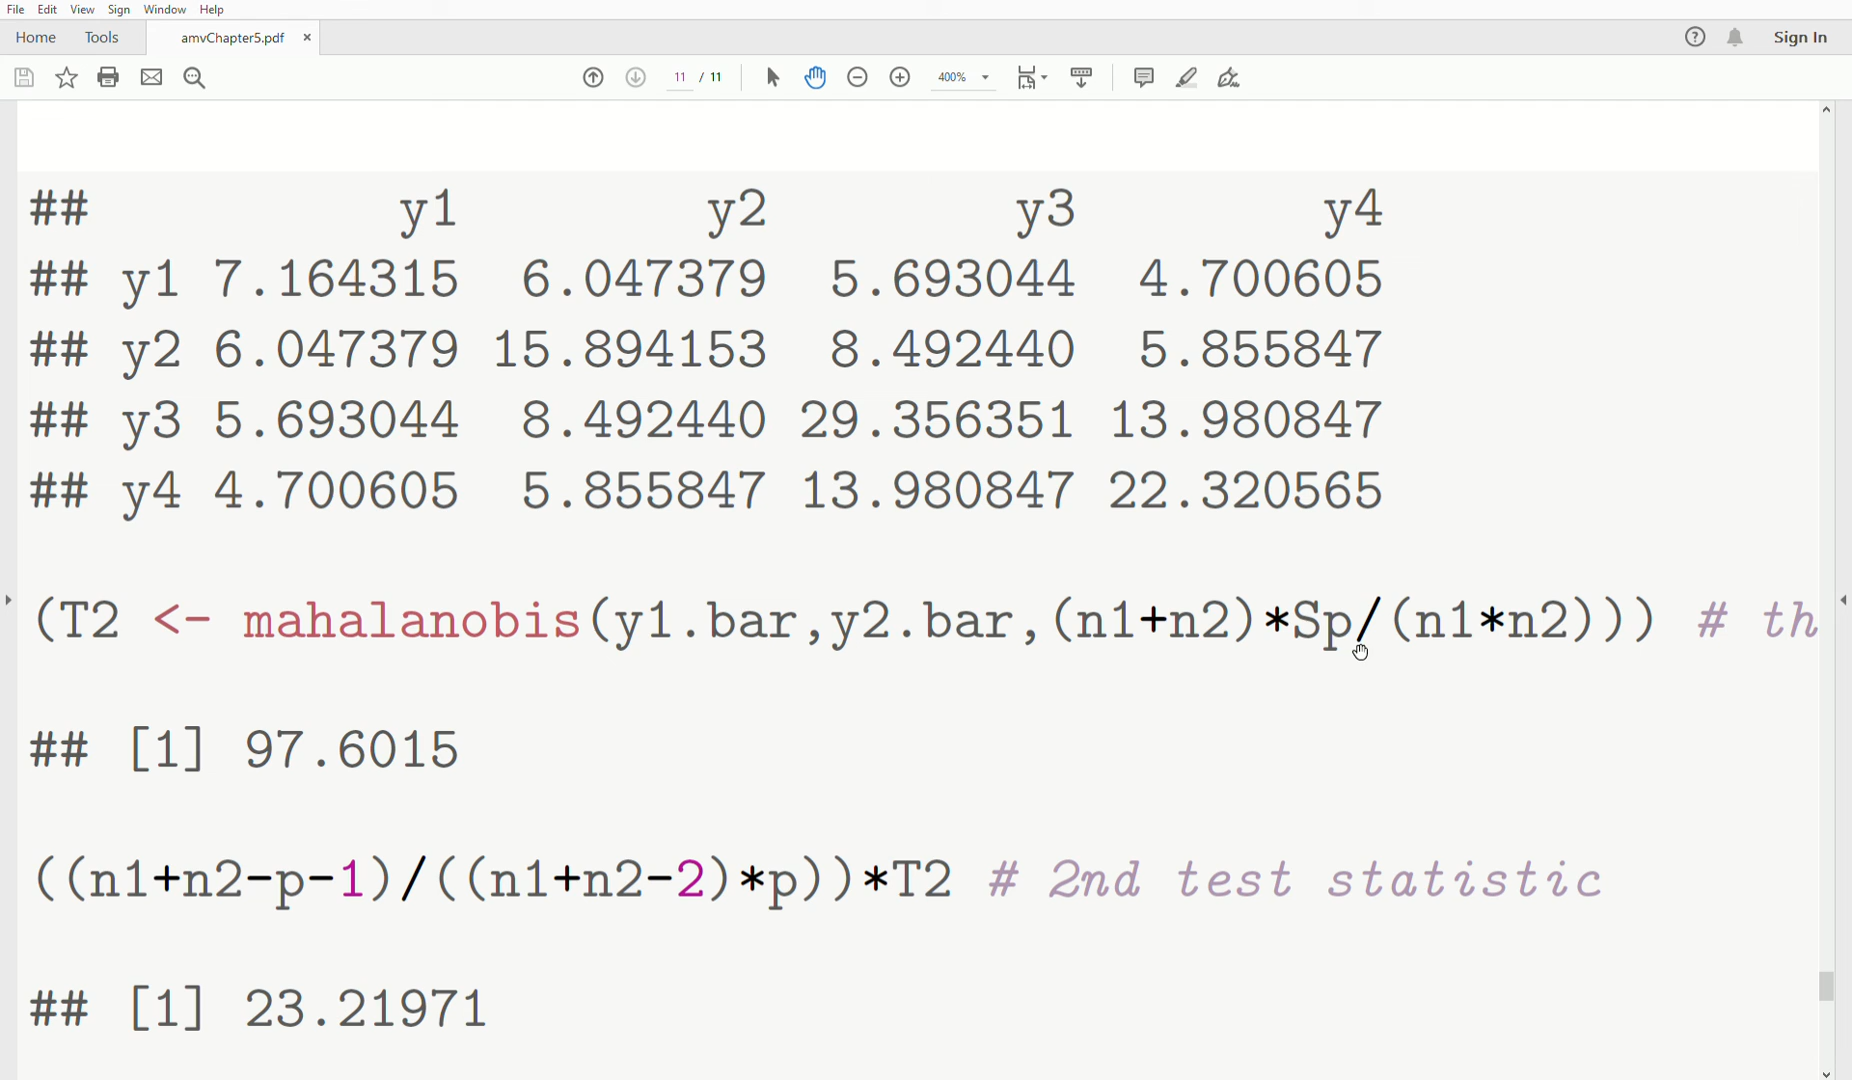 File Edit View Sign Window Help
Home Tools amvChapter5.pdf × Sign In
11 / 11 400%
## y1 y2 y3 y4
## y1 7.164315 6.047379 5.693044 4.700605
## y2 6.047379 15.894153 8.492440 5.855847
## y3 5.693044 8.492440 29.356351 13.980847
## y4 4.700605 5.855847 13.980847 22.320565
(T2 <- mahalanobis(y1.bar,y2.bar,(n1+n2)*Sp/(n1*n2))) # th
## [1] 97.6015
((n1+n2-p-1)/((n1+n2-2)*p))*T2 # 2nd test statistic
## [1] 23.21971